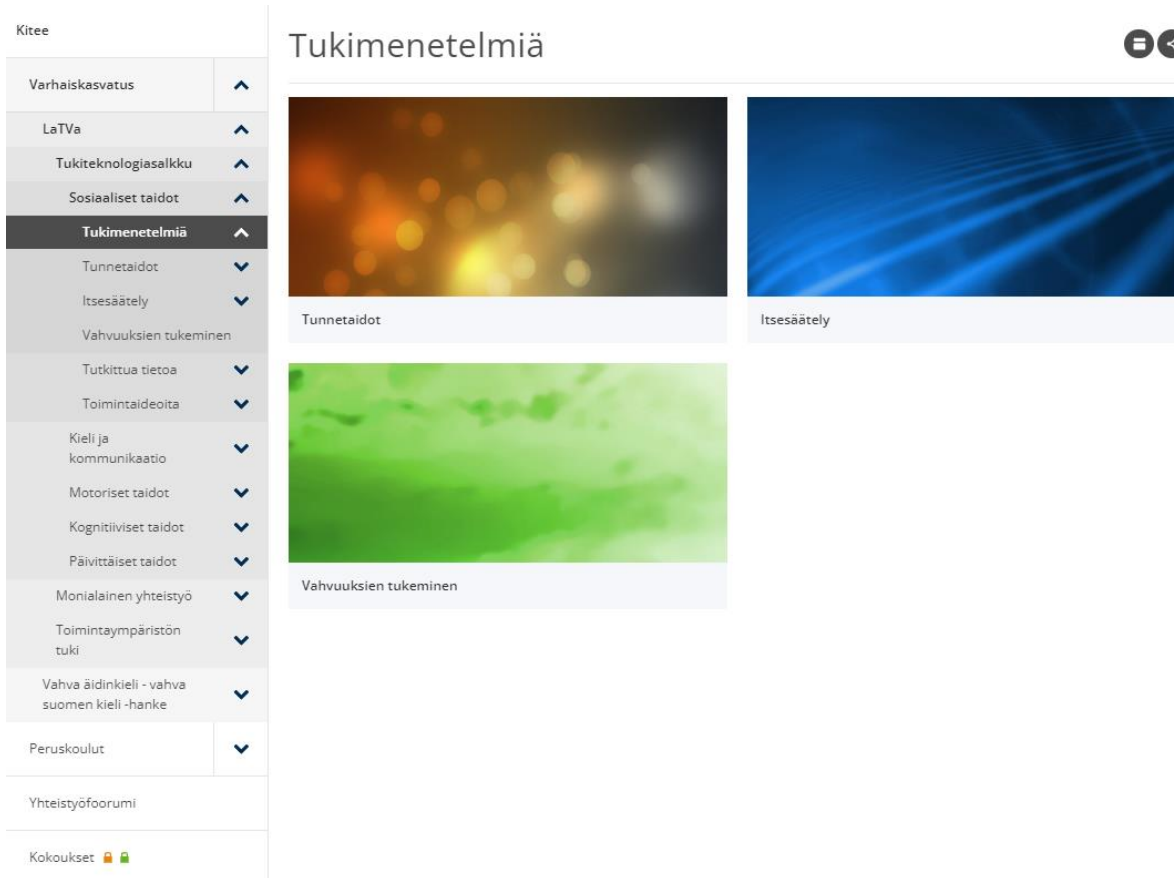 Kitee
Varhaiskasvatus
LaTVa
Tukiteknologiasalkku
Sosiaaliset taidot
Tukimenetelmiä
Tunnetaidot
Itsesäätely
Vahvuuksien tukeminen
Tutkittua tietoa
Toimintaideoita
Kieli ja
kommunikaatio
Motoriset taidot
Kognitiiviset taidot
Päivittäiset taidot
Monialainen yhteistyö
Toimintaympäristön
tuki
Vahva äidinkieli - vahva
suomen kieli -hanke
Peruskoulut
Yhteistyöfoorumi
Kokoukset
Tukimenetelmiä
Tunnetaidot
Itsesäätely
Vahvuuksien tukeminen